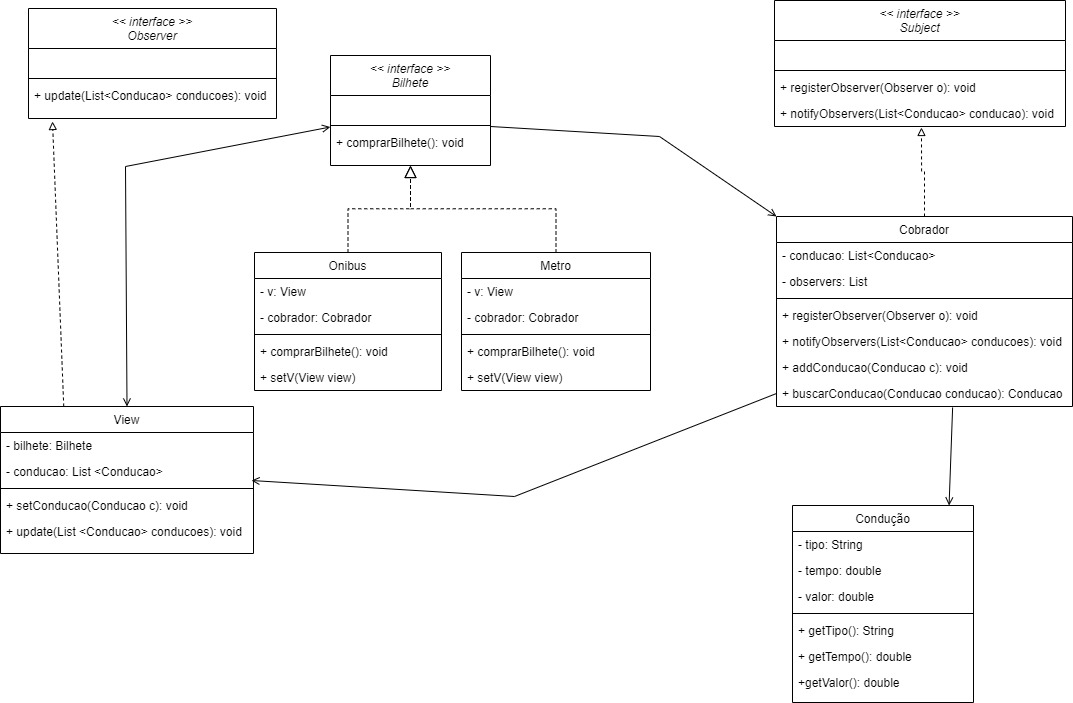 << interface >>
Observer
+ update(List<Conducao> conducoes): void
<< interface >>
Bilhete
+ comprarBilhete(): void
<< interface >>
Subject
+ registerObserver(Observer o): void
+ notifyObservers(List<Conducao> conducao): void
Onibus
- v: View
- cobrador: Cobrador
+ comprarBilhete(): void
+ setV(View view)
Metro
- v: View
- cobrador: Cobrador
+ comprarBilhete(): void
+ setV(View view)
Cobrador
- conducao: List<Conducao>
- observers: List
+ registerObserver(Observer o): void
+ notifyObservers(List<Conducao> conducoes): void
+ addConducao(Conducao c): void
+ buscarConducao(Conducao conducao): Conducao
View
- bilhete: Bilhete
- conducao: List <Conducao>
+ setConducao(Conducao c): void
+ update(List <Conducao> conducoes): void
Condução
- tipo: String
- tempo: double
- valor: double
+ getTipo(): String
+ getTempo(): double
+getValor(): double